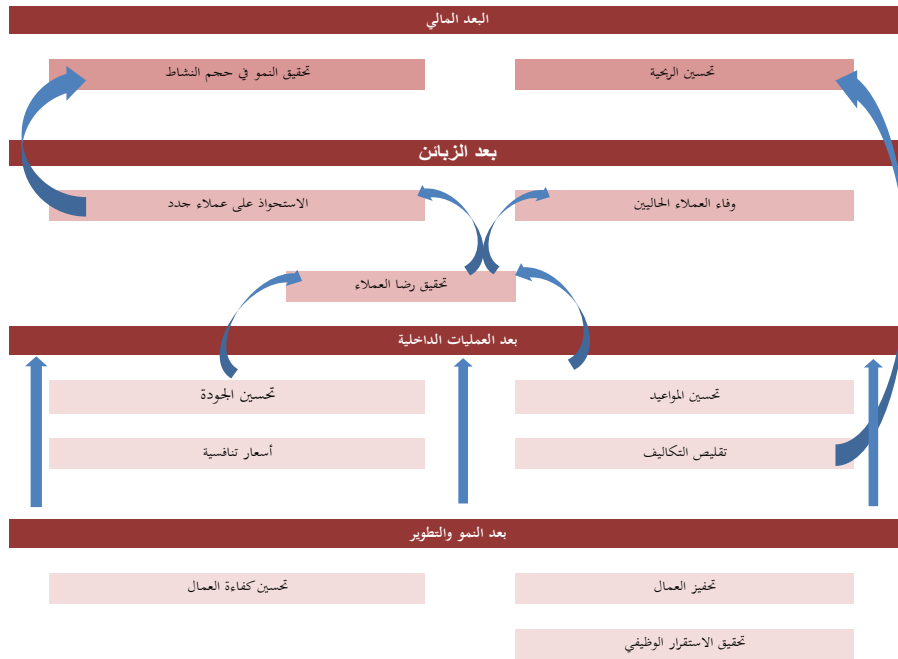 البعد المالي
تحسين الربحية
تحقيق النمو في حجم النشاط
بعد الزبائن
وفاء العملاء الحاليين
الاستحواذ على عملاء جدد
تحقيق رضا العملاء
بعد العمليات الداخلية
تحسين المواعيد
تحسين الجودة
تقليص التكاليف
أسعار تنافسية
بعد النمو والتطوير
تحفيز العمال
تحسين كفاءة العمال
تحقيق الاستقرار الوظيفي